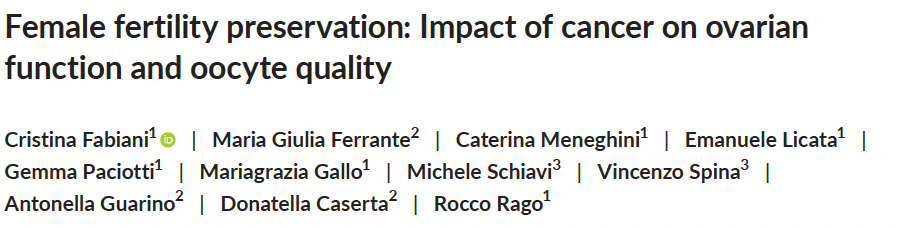 Female fertility preservation: Impact of cancer on ovarian
function and oocyte quality
Cristina Fabiani¹ iD | Maria Giulia Ferrante² | Caterina Meneghini¹ | Emanuele Licata¹ |
Gemma Paciotti¹ | Mariagrazia Gallo¹ | Michele Schiavi³ | Vincenzo Spina³ |
Antonella Guarino² | Donatella Caserta² | Rocco Rago¹